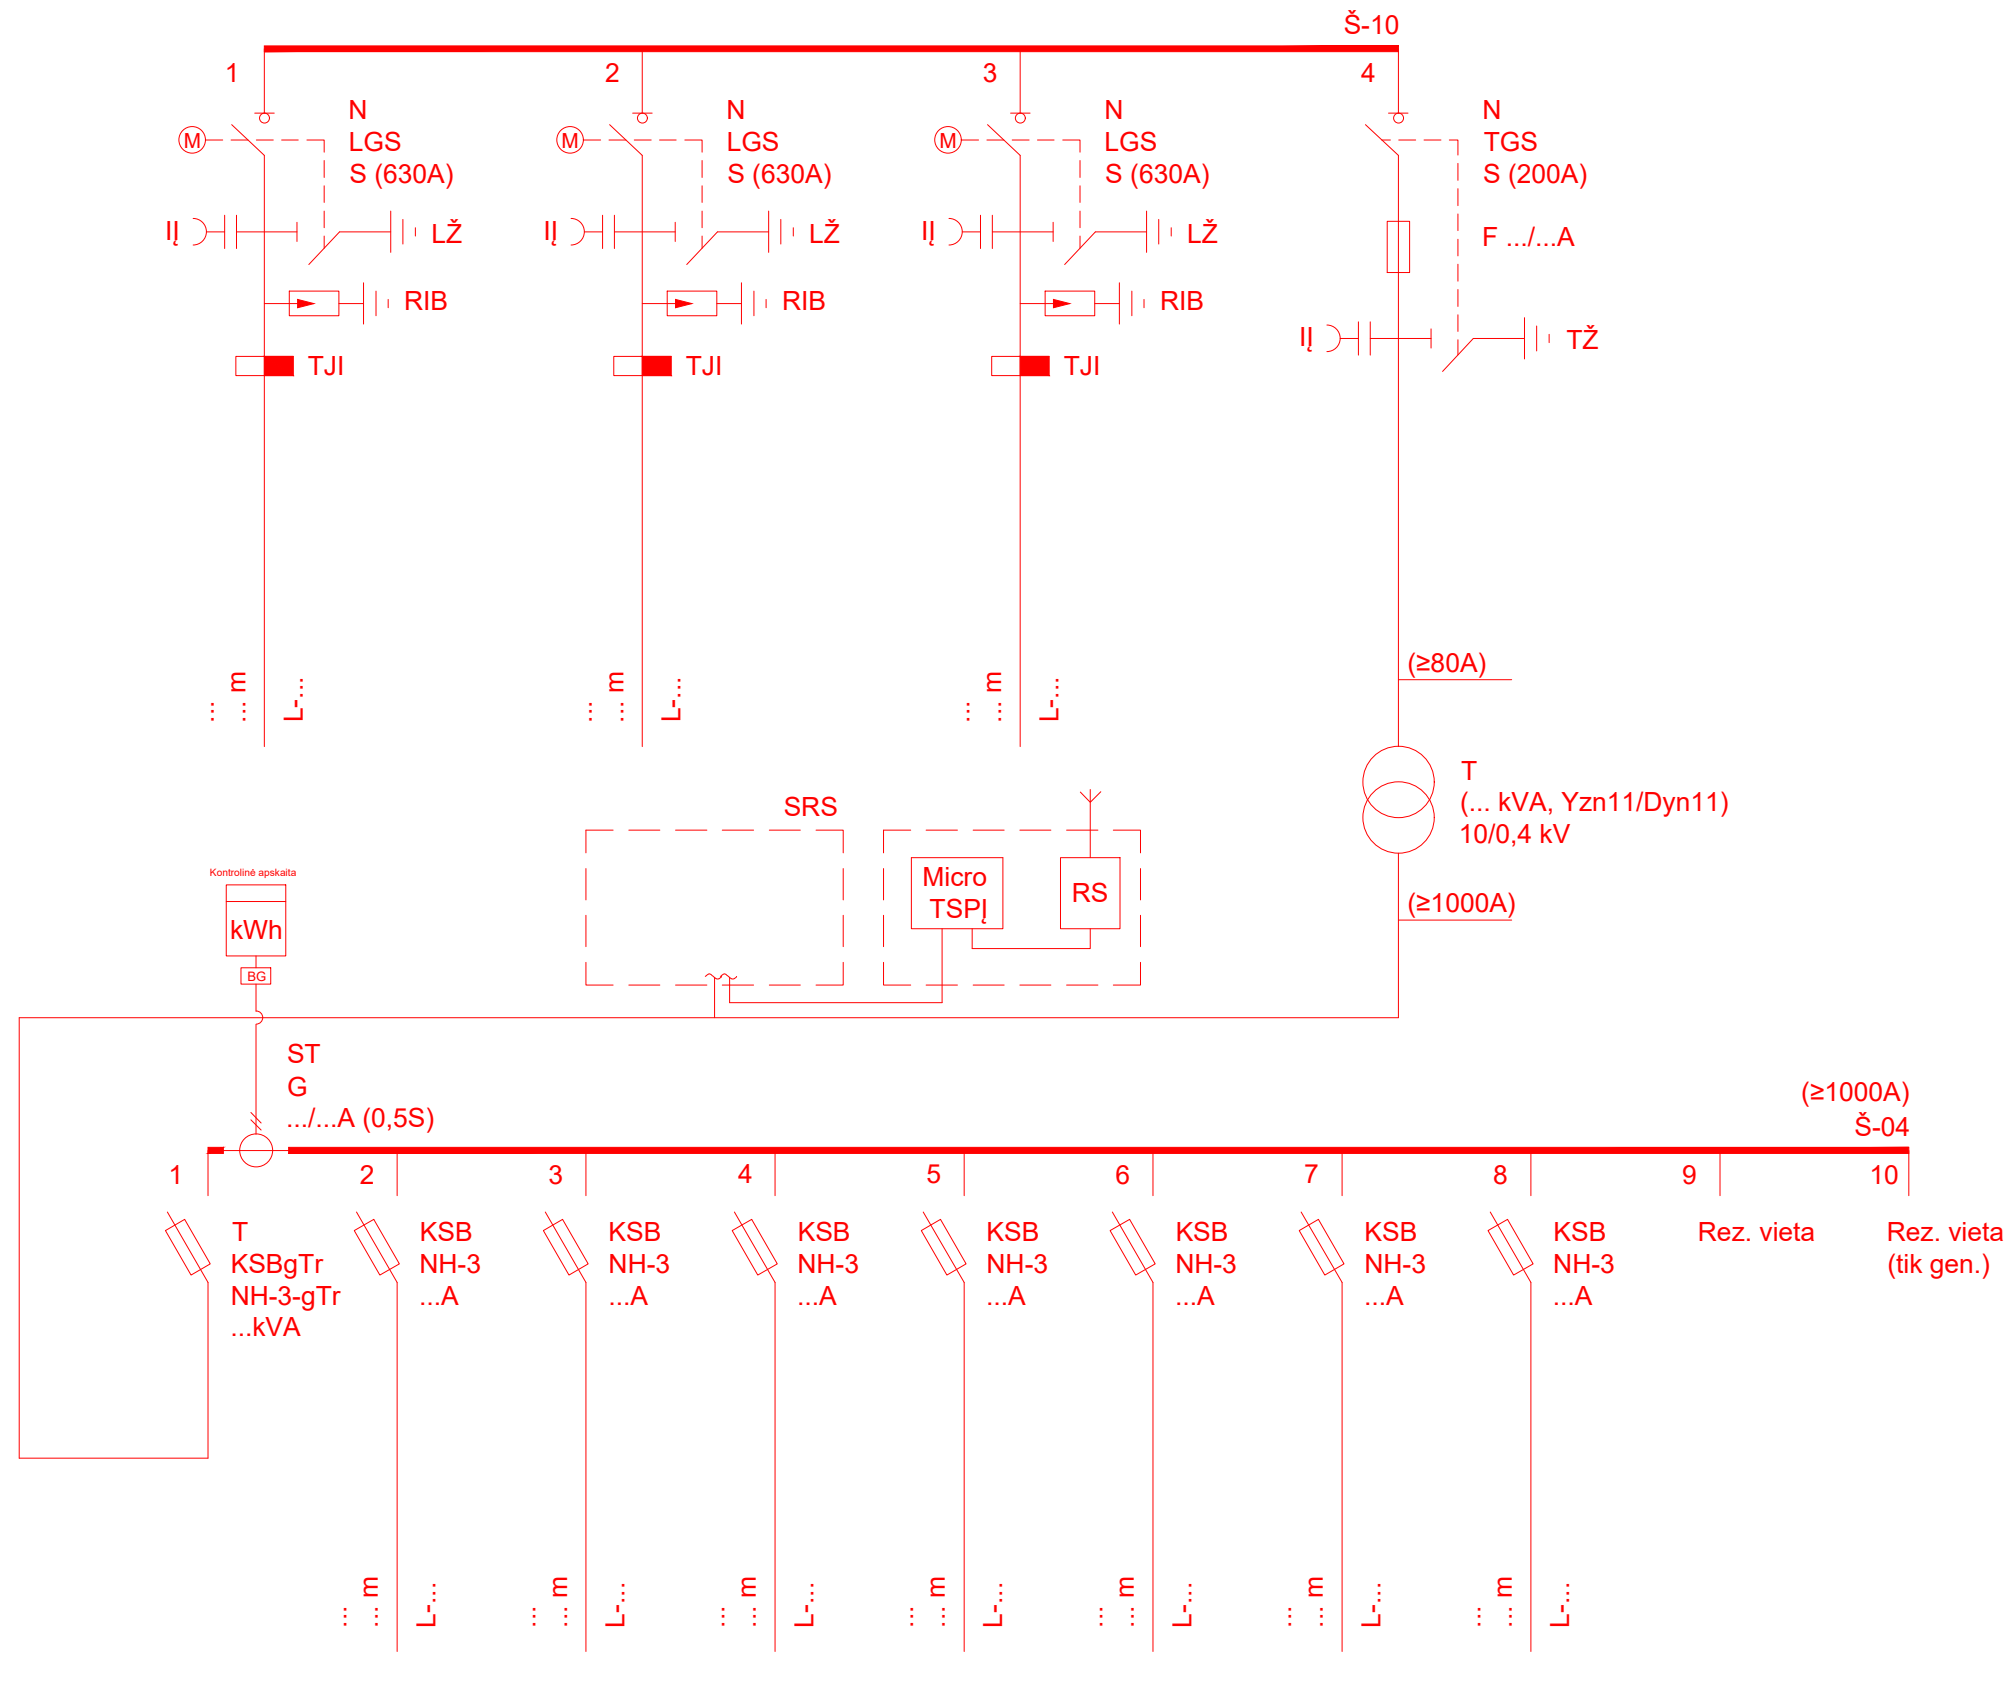 Š-10
1
2
3
4
N
LGS
S (630A)
N
LGS
S (630A)
N
LGS
S (630A)
N
TGS
S (200A)
M
M
M
IĮ
LŽ
IĮ
LŽ
IĮ
LŽ
F .../...A
RIB
RIB
RIB
IĮ
TŽ
TJI
TJI
TJI
...
...m
L-...
...
...m
L-...
...
...m
L-...
(≥80A)
T
(... kVA, Yzn11/Dyn11)
10/0,4 kV
(≥1000A)
SRS
Micro
TSPĮ
RS
Kontrolinė apskaita
kWh
BG
ST
G
.../...A (0,5S)
(≥1000A)
Š-04
1
2
3
4
5
6
7
8
9
10
T
KSBgTr
NH-3-gTr
...kVA
KSB
NH-3
...A
KSB
NH-3
...A
KSB
NH-3
...A
KSB
NH-3
...A
KSB
NH-3
...A
KSB
NH-3
...A
KSB
NH-3
...A
Rez. vieta
Rez. vieta
(tik gen.)
...
...m
L-...
...
...m
L-...
...
...m
L-...
...
...m
L-...
...
...m
L-...
...
...m
L-...
...
...m
L-...